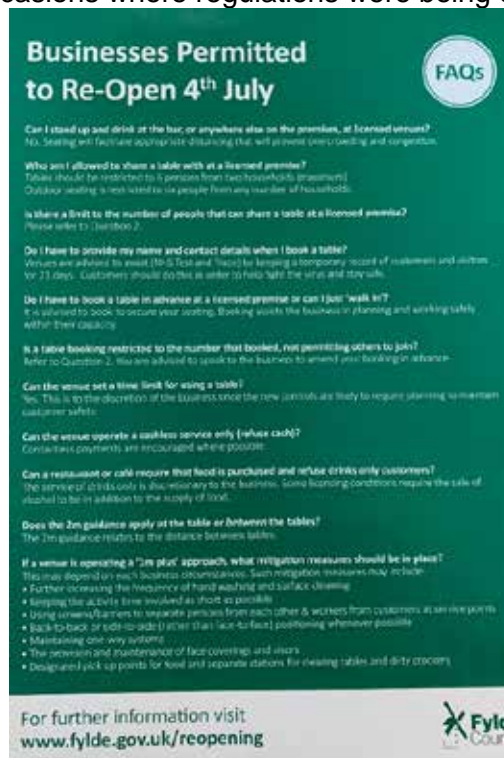 casions where regulations were being
Businesses Permitted
to Re-Open 4th July
FAQs
Can I stand up and drink at the bar, or anywhere else on the premises, at licensed venues?
No. Seating will facilitate appropriate distancing that will prevent overcrowding and congestion.
Who am I allowed to share a table with at a licensed premise?
Tables should be restricted to 6 persons from two households (maximum)
Outdoor seating is restricted to six people from any number of households.
Is there a limit to the number of people that can share a table at a licensed premise?
Please refer to Question 2.
Do I have to provide my name and contact details when I book a table?
Venues are advised to assist (NHS Test and Trace) by keeping a temporary record of customers and visitors
for 21 days. Customers should do this in order to help fight the virus and stay safe.
Do I have to book a table in advance at a licensed premise or can I just 'walk in'?
It is advised to book to secure your seating. Booking assists the business in planning and working safely
within their capacity.
Is a table booking restricted to the number that booked, not permitting others to join?
Refer to Question 2. You are advised to speak to the business to amend your booking in advance.
Can the venue set a time limit for using a table?
Yes. This is to the discretion of the business since the new controls are likely to require planning to maintain
customer safety.
Can the venue operate a cashless service only (refuse cash)?
Contactless payments are encouraged where possible.
Can a restaurant or café require that food is purchased and refuse drinks only customers?
The service of drinks only is discretionary to the business. Some licensing conditions require the sale of
alcohol to be in addition to the supply of food.
Does the 2m guidance apply at the table or between the tables?
The 2m guidance relates to the distance between tables.
If a venue is operating a '1m plus' approach, what mitigation measures should be in place?
This may depend on each business circumstances. Such mitigation measures may include
• Further increasing the frequency of hand washing and surface cleaning
• Keeping the activity time involved as short as possible
• Using screens/barriers to separate persons from each other & workers from customers at service points
• Back-to-back or side-to-side (rather than face-to-face) positioning whenever possible
• Maintaining one-way systems
• The provision and maintenance of face coverings and visors
• Designated pick up points for food and separate stations for clearing tables and dirty crockery
For further information visit
www.fylde.gov.uk/reopening